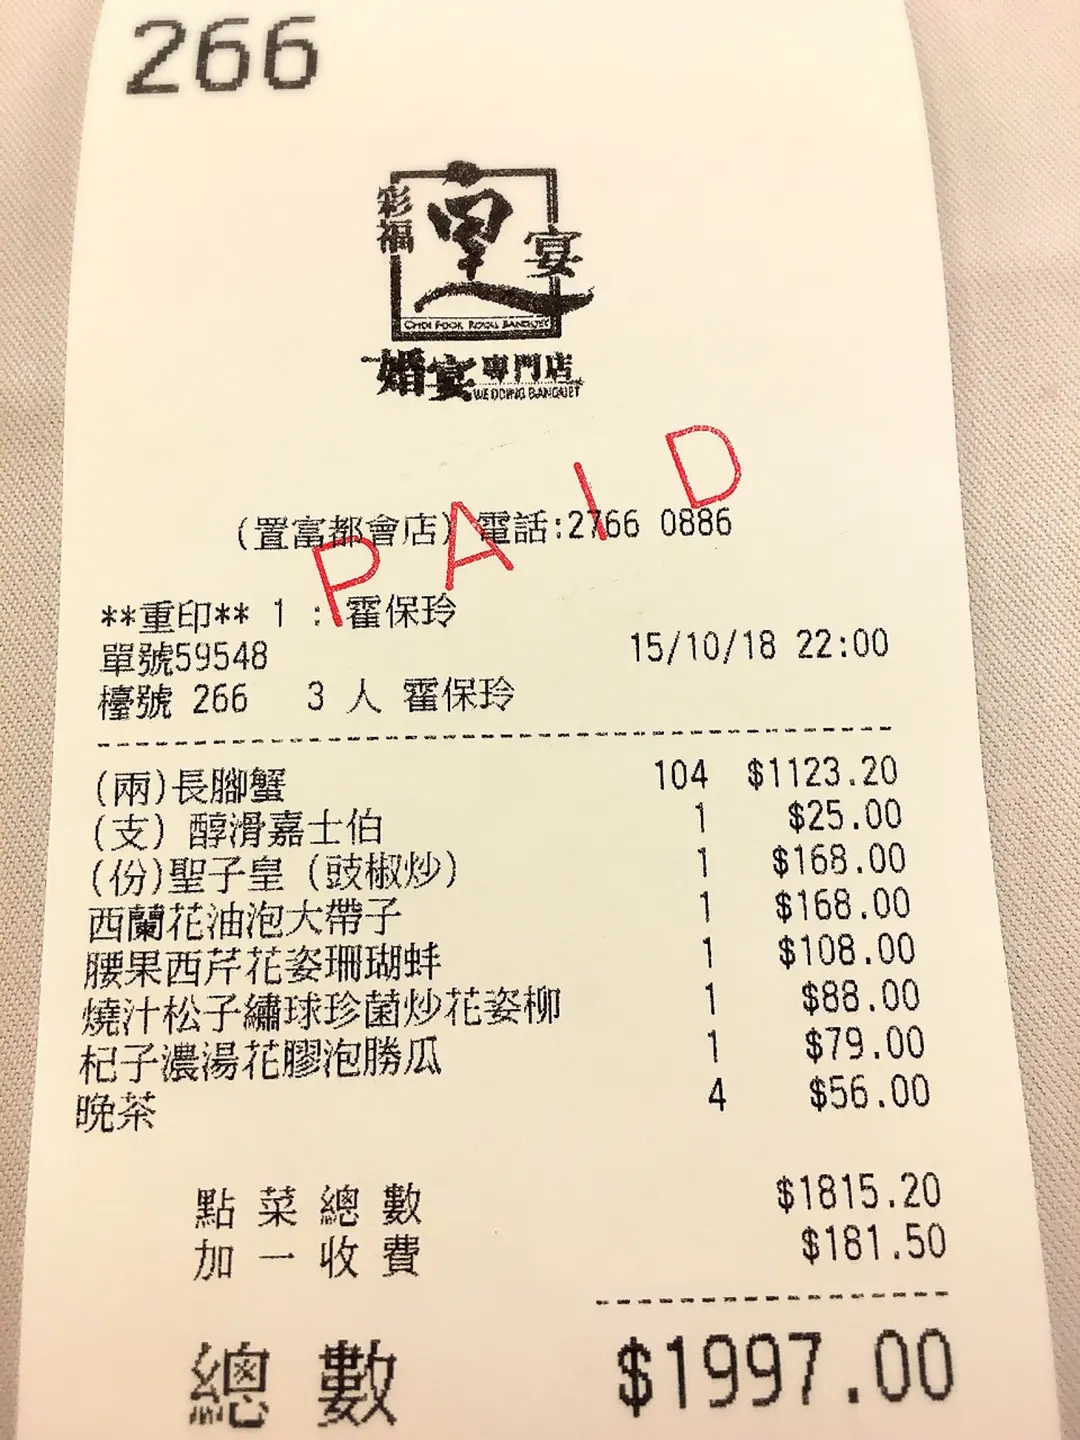 266
彩福
皇
宴
CHOI FOOK ROYAL BANQUET
婚宴專門店
WEDDING BANQUET
PAID
(置富都會店) 電話:2766 0886
**重印** 1 : 霍保玲
單號59548 15/10/18 22:00
檯號 266 3 人 霍保玲
(兩)長腳蟹 104 $1123.20
(支) 醇滑嘉士伯 1 $25.00
(份)聖子皇 (豉椒炒) 1 $168.00
西蘭花油泡大帶子 1 $168.00
腰果西芹花姿珊瑚蚌 1 $108.00
燒汁松子繡球珍菌炒花姿柳 1 $88.00
杞子濃湯花膠泡勝瓜 1 $79.00
晚茶 4 $56.00
點菜總數 $1815.20
加一收費 $181.50
總數 $1997.00